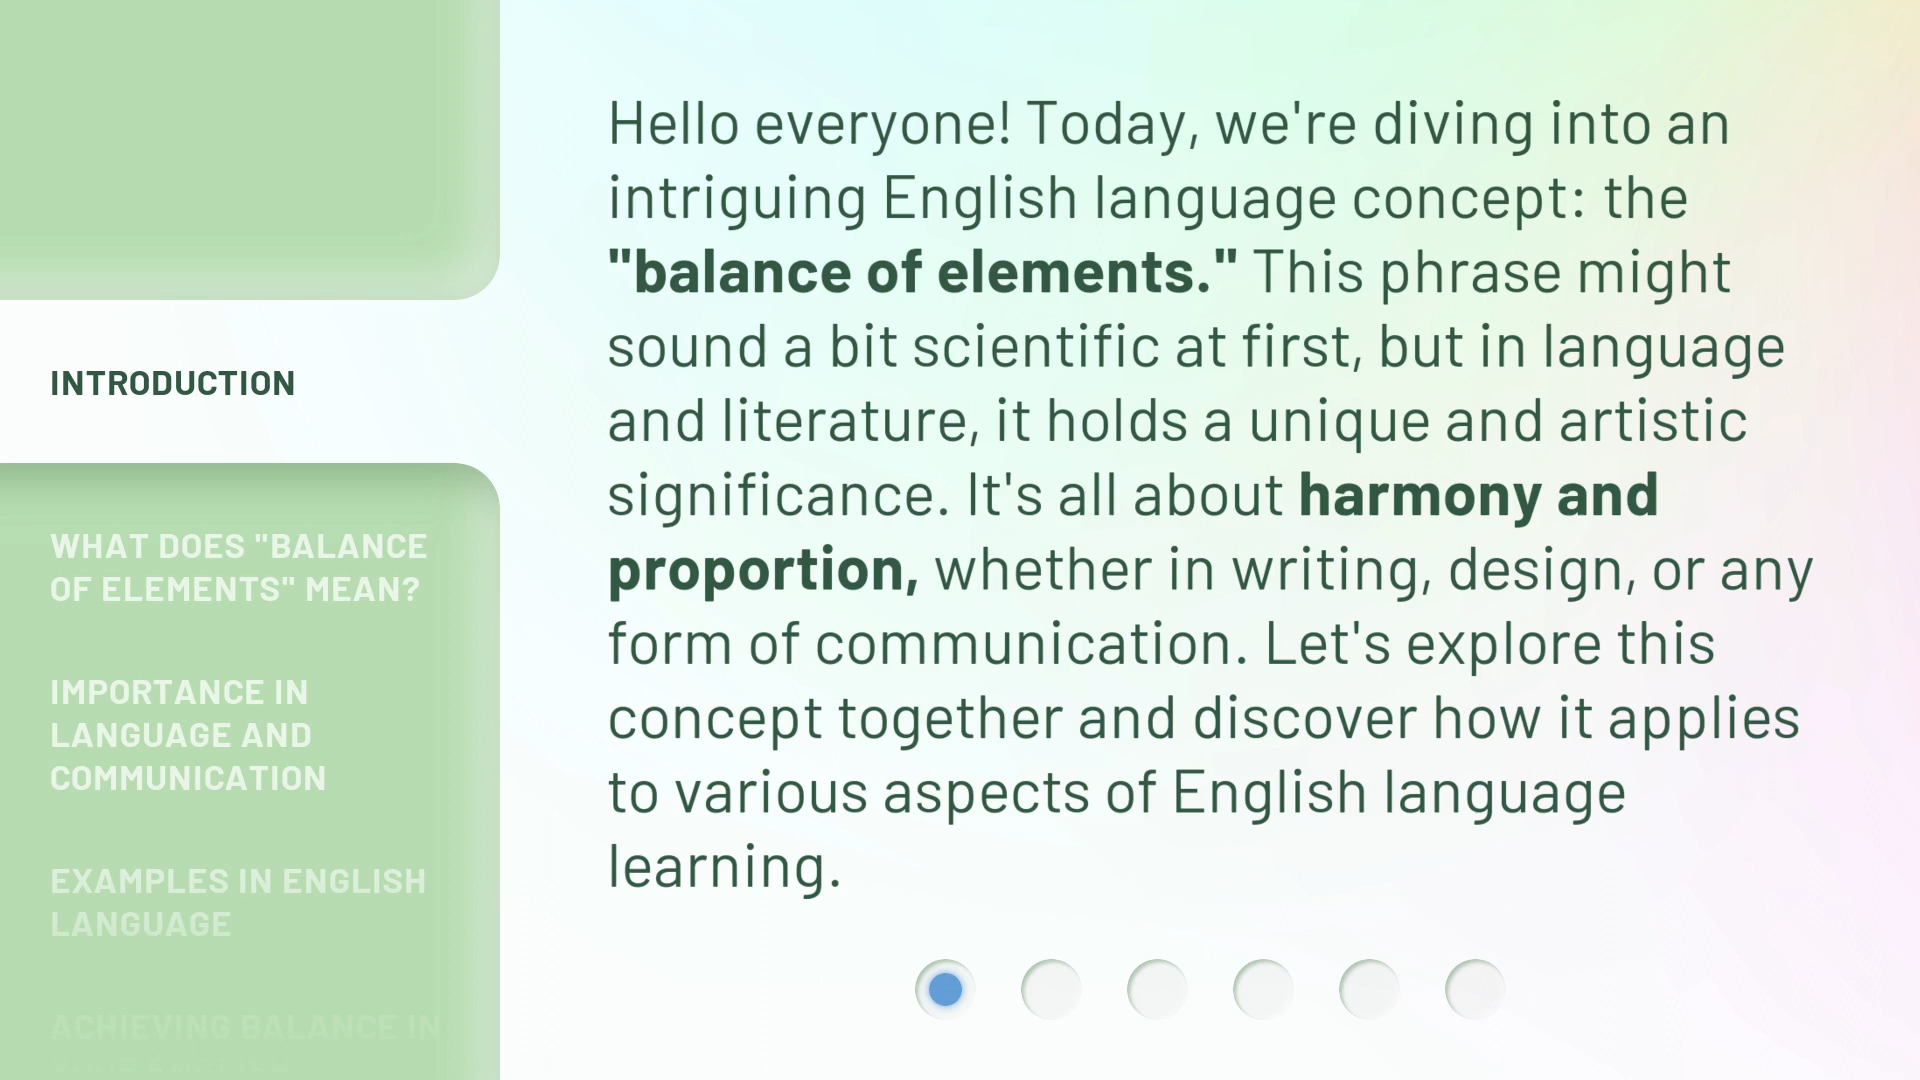 INTRODUCTION
WHAT DOES "BALANCE
OF ELEMENTS" MEAN?
IMPORTANCE IN
LANGUAGE AND
COMMUNICATION
EXAMPLES IN ENGLISH
LANGUAGE
ACHIEVING BALANCE IN
Hello everyone! Today, we're diving into an
intriguing English language concept: the
"balance of elements." This phrase might
sound a bit scientific at first, but in language
and literature, it holds a unique and artistic
significance. It's all about harmony and
proportion, whether in writing, design, or any
form of communication. Let's explore this
concept together and discover how it applies
to various aspects of English language
learning.